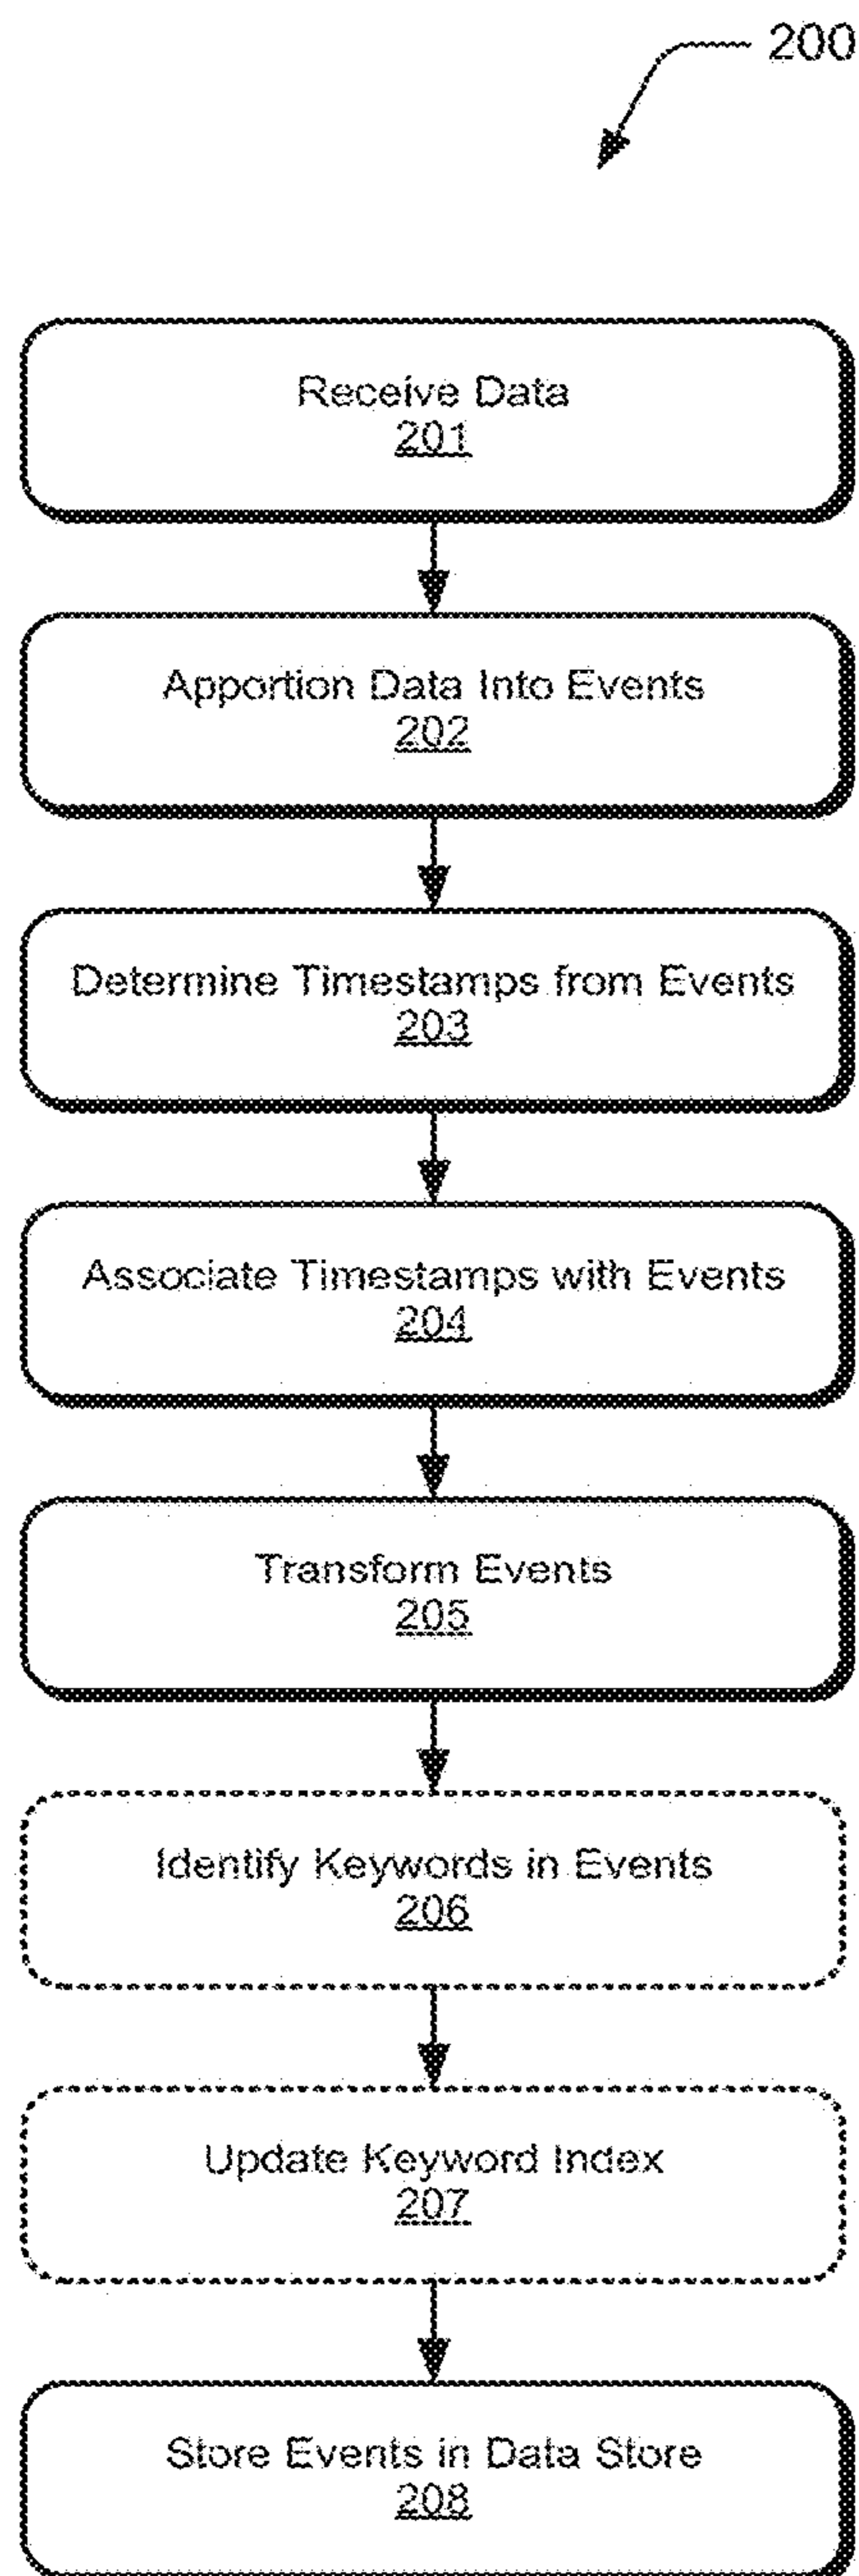 200
Receive Data
201
Apportion Data Into Events
202
Determine Timestamps from Events
203
Associate Timestamps with Events
204
Transform Events
205
Identify Keywords in Events
206
Update Keyword Index
207
Store Events in Data Store
208